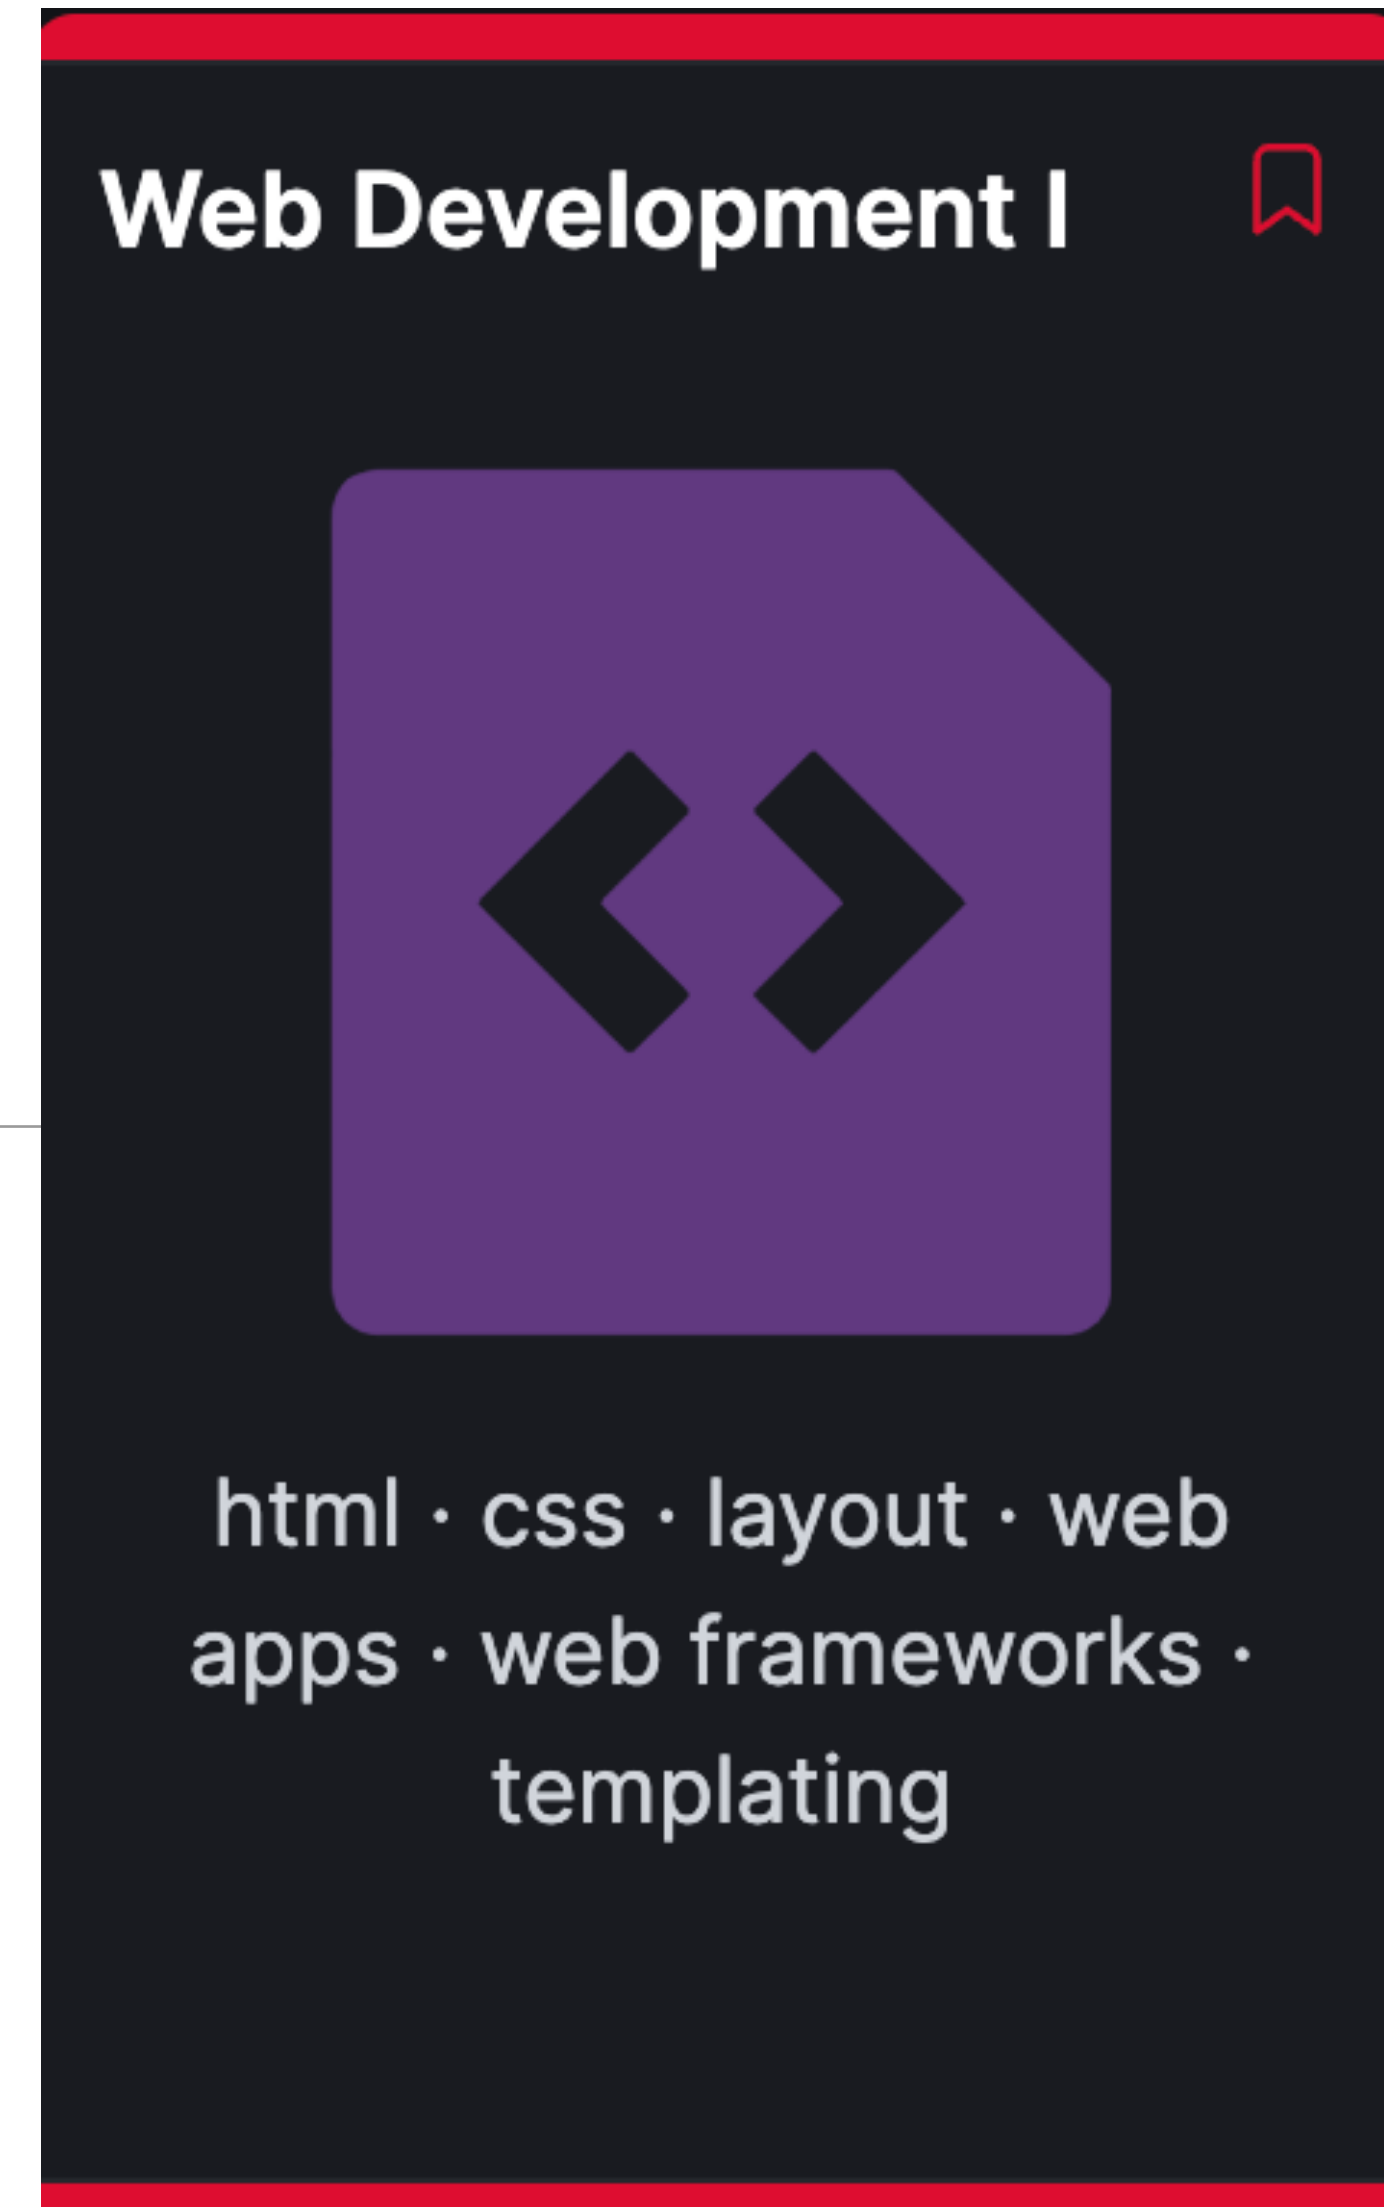 Web Development I
html · css · layout · web
apps · web frameworks ·
templating